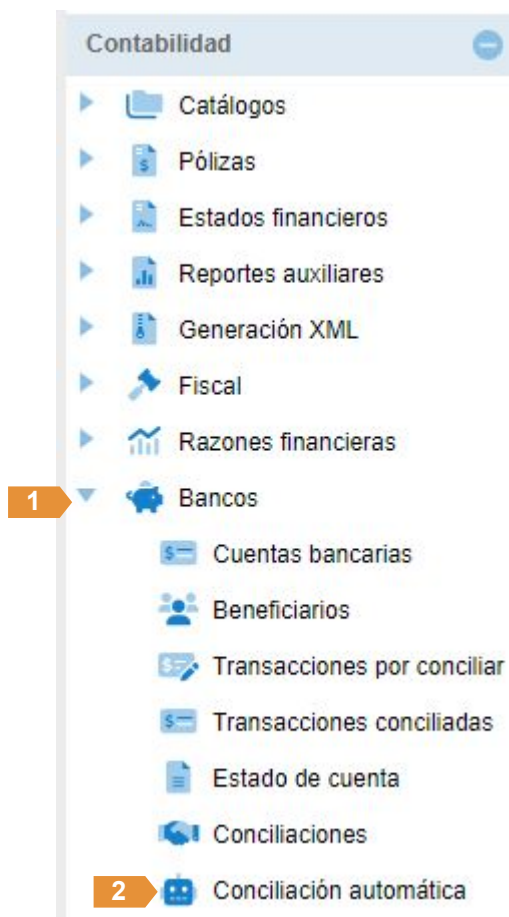 Contabilidad
Catálogos
Pólizas
Estados financieros
Reportes auxiliares
Generación XML
Fiscal
Razones financieras
1 Bancos
Cuentas bancarias
Beneficiarios
Transacciones por conciliar
Transacciones conciliadas
Estado de cuenta
Conciliaciones
2 Conciliación automática